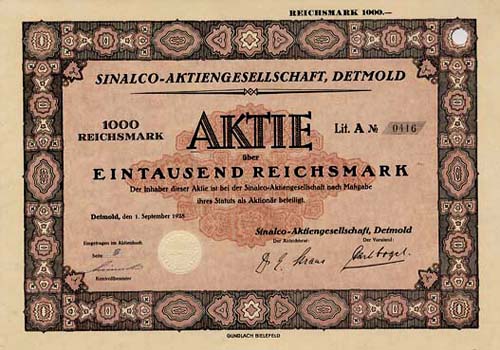 REICHSMARK 1000.—
SINALCO-AKTIENGESELLSCHAFT, DETMOLD
1000
REICHSMARK
AKTIE
Lit. A № 0416
über
EINTAUSEND REICHSMARK
Der Inhaber dieser Aktie ist bei der Sinalco-Aktiengesellschaft nach Maßgabe
ihres Statuts als Aktionär beteiligt.
Detmold, den 1. September
Sinalco-Aktiengesellschaft, Detmold
Eingetragen im Aktienbuch
Der Aufsichtsrat: Der Vorstand:
Seite
Kontrollbeamter
GUNDLACH BIELEFELD